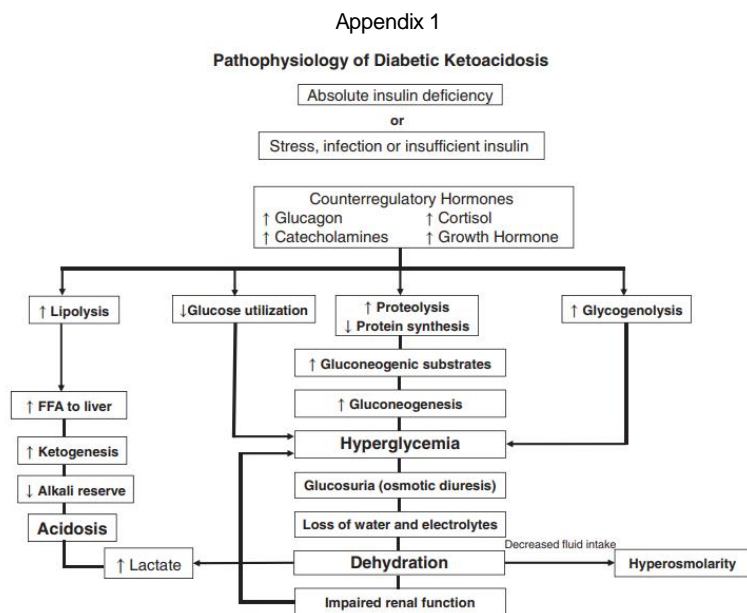 Appendix 1
Pathophysiology of Diabetic Ketoacidosis
Absolute insulin deficiency
or
Stress, infection or insufficient insulin
Counterregulatory Hormones
↑ Glucagon ↑ Cortisol
↑ Catecholamines ↑ Growth Hormone
↑ Lipolysis
↓Glucose utilization
↑ Proteolysis
↓ Protein synthesis
↑ Glycogenolysis
↑ Gluconeogenic substrates
↑ FFA to liver
↑ Gluconeogenesis
Hyperglycemia
↑ Ketogenesis
Glucosuria (osmotic diuresis)
↓ Alkali reserve
Loss of water and electrolytes
Acidosis
↑ Lactate
Dehydration
Decreased fluid intake
Hyperosmolarity
Impaired renal function